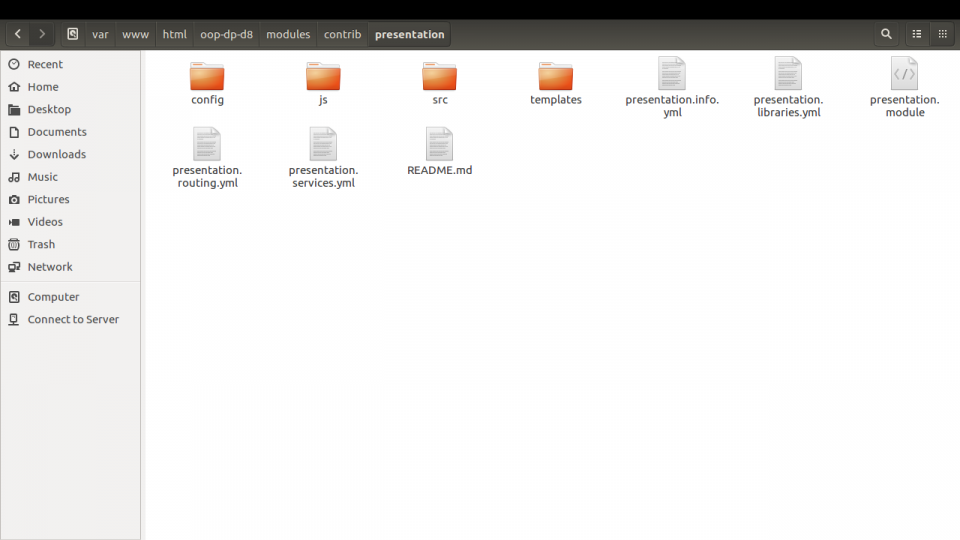 var www html oop-dp-d8 modules contrib presentation
Recent
Home
Desktop
Documents
Downloads
Music
Pictures
Videos
Trash
Network
Computer
Connect to Server
config js src templates presentation.info. presentation. presentation.
yml libraries.yml module
presentation. presentation. README.md
routing.yml services.yml